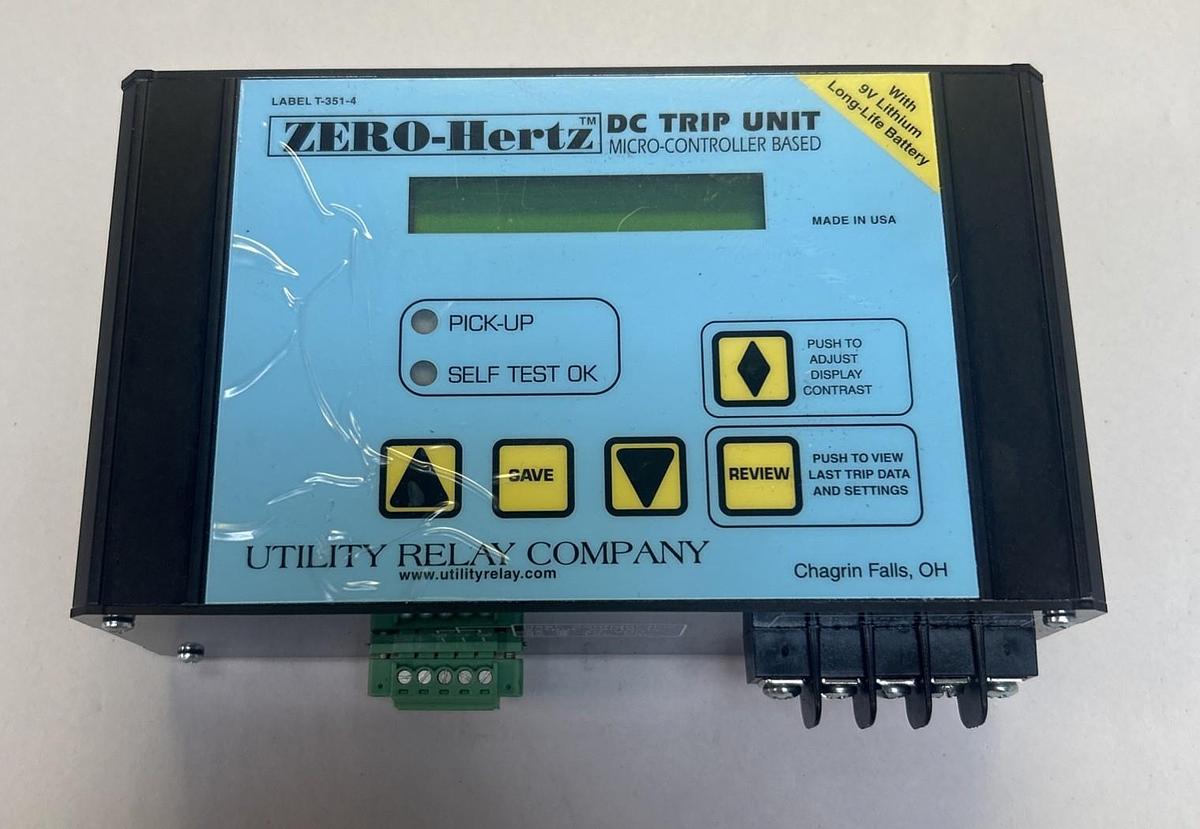 LABEL T-351-4
ZERO-Hertz™ DC TRIP UNIT
MICRO-CONTROLLER BASED
With
9V Lithium
Long-Life Battery
MADE IN USA
PICK-UP
SELF TEST OK
PUSH TO
ADJUST
DISPLAY
CONTRAST
SAVE
REVIEW
PUSH TO VIEW
LAST TRIP DATA
AND SETTINGS
UTILITY RELAY COMPANY
www.utilityrelay.com
Chagrin Falls, OH